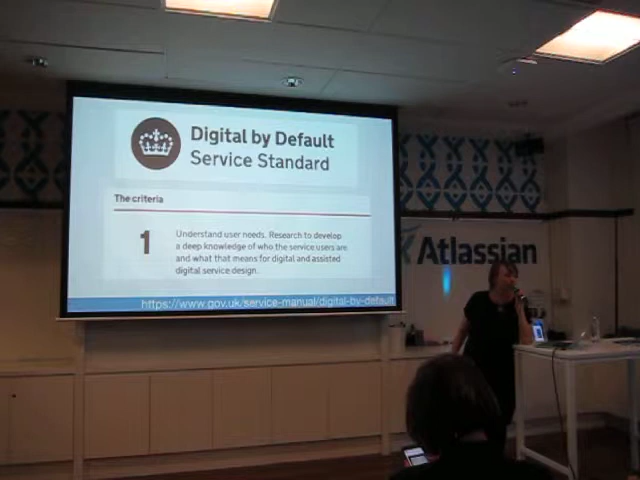 Digital by Default
Service Standard
The criteria
1
Understand user needs. Research to develop
a deep knowledge of who the service users are
and what that means for digital and assisted
digital service design.
https://www.gov.uk/service-manual/digital-by-default
Atlassian